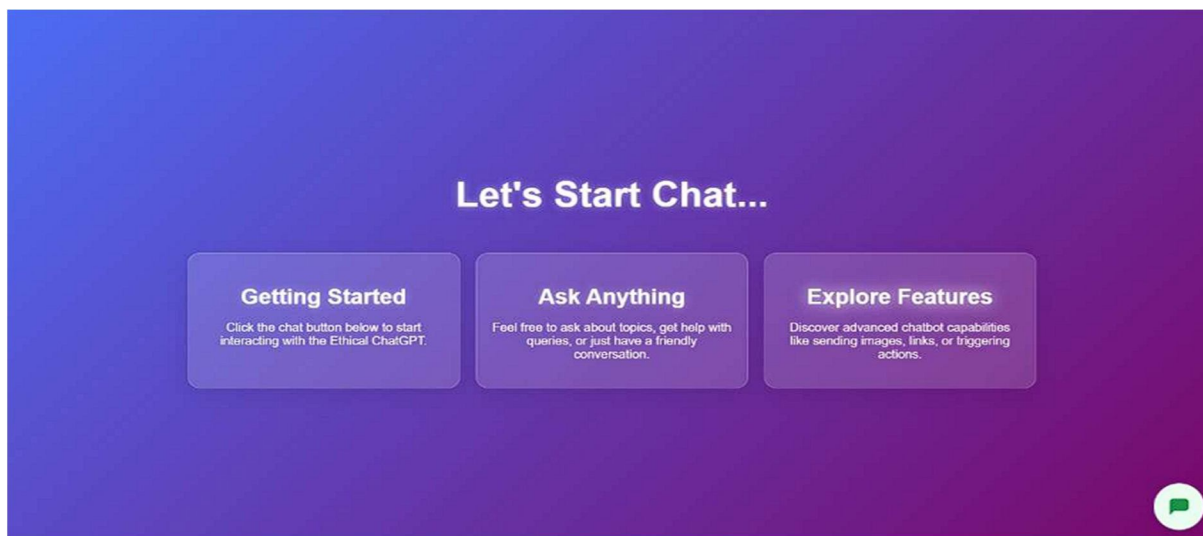 Let's Start Chat...
Getting Started
Click the chat button below to start
interacting with the Ethical ChatGPT.
Ask Anything
Feel free to ask about topics, get help with
queries, or just have a friendly
conversation.
Explore Features
Discover advanced chatbot capabilities
like sending images, links, or triggering
actions.